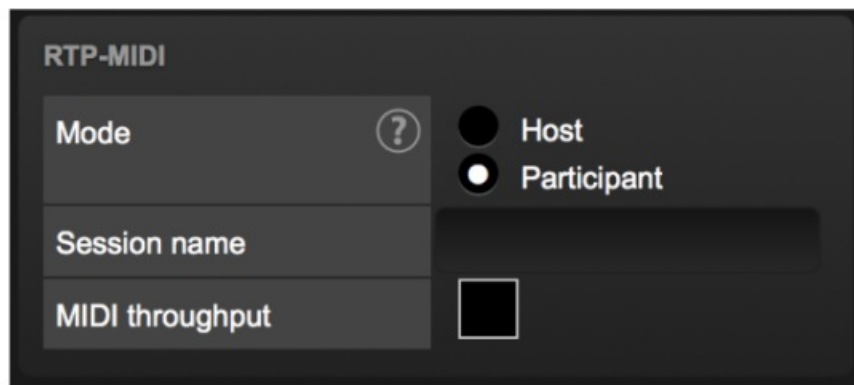 RTP-MIDI
Mode ? Host
Participant
Session name
MIDI throughput